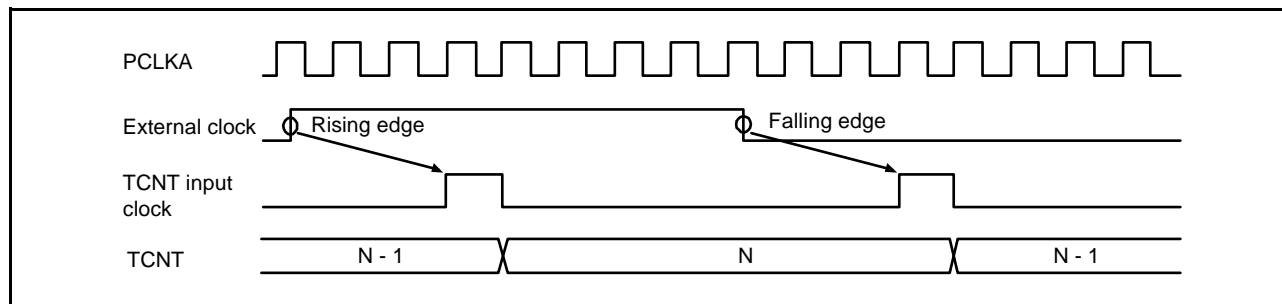 PCLKA
External clock
Rising edge
Falling edge
TCNT input
clock
TCNT
N - 1
N
N - 1